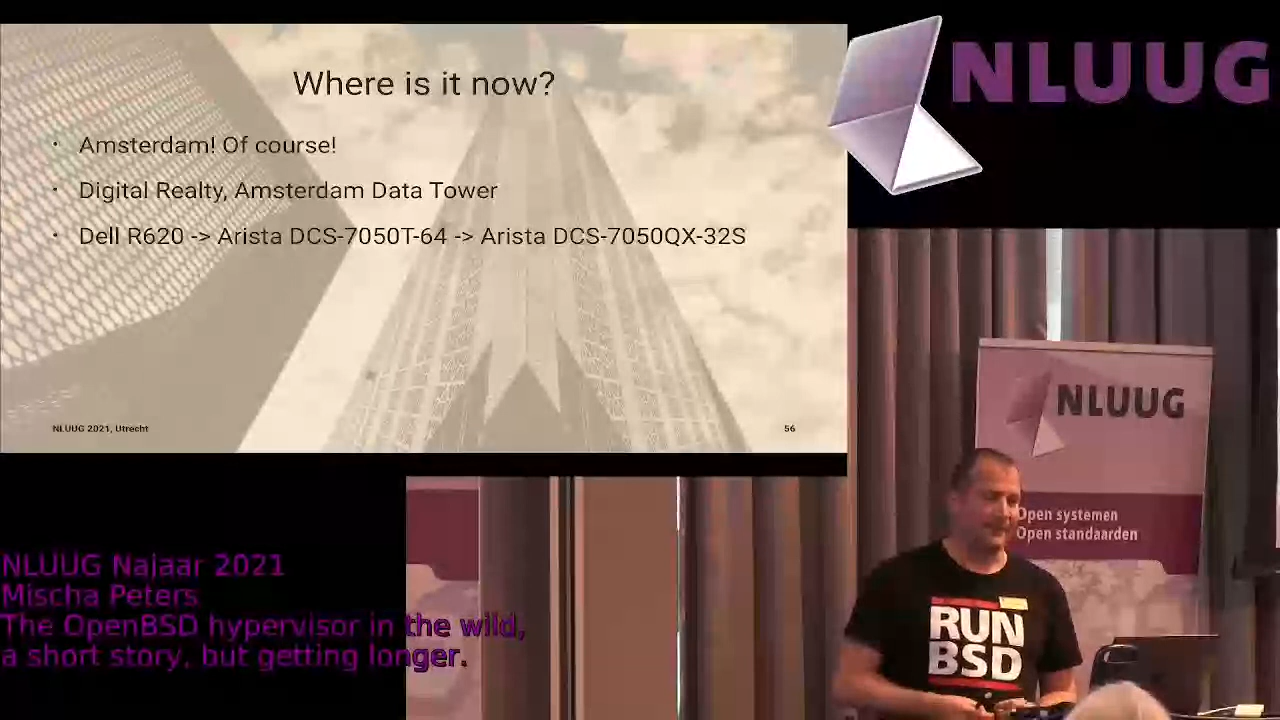 Where is it now?
· Amsterdam! Of course!
· Digital Realty, Amsterdam Data Tower
· Dell R620 -> Arista DCS-7050T-64 -> Arista DCS-7050QX-32S
NLUUG 2021, Utrecht
56
NLUUG
NLUUG
Open systemen
Open standaarden
RUN
BSD
NLUUG Najaar 2021
Mischa Peters
The OpenBSD hypervisor in the wild,
a short story, but getting longer.